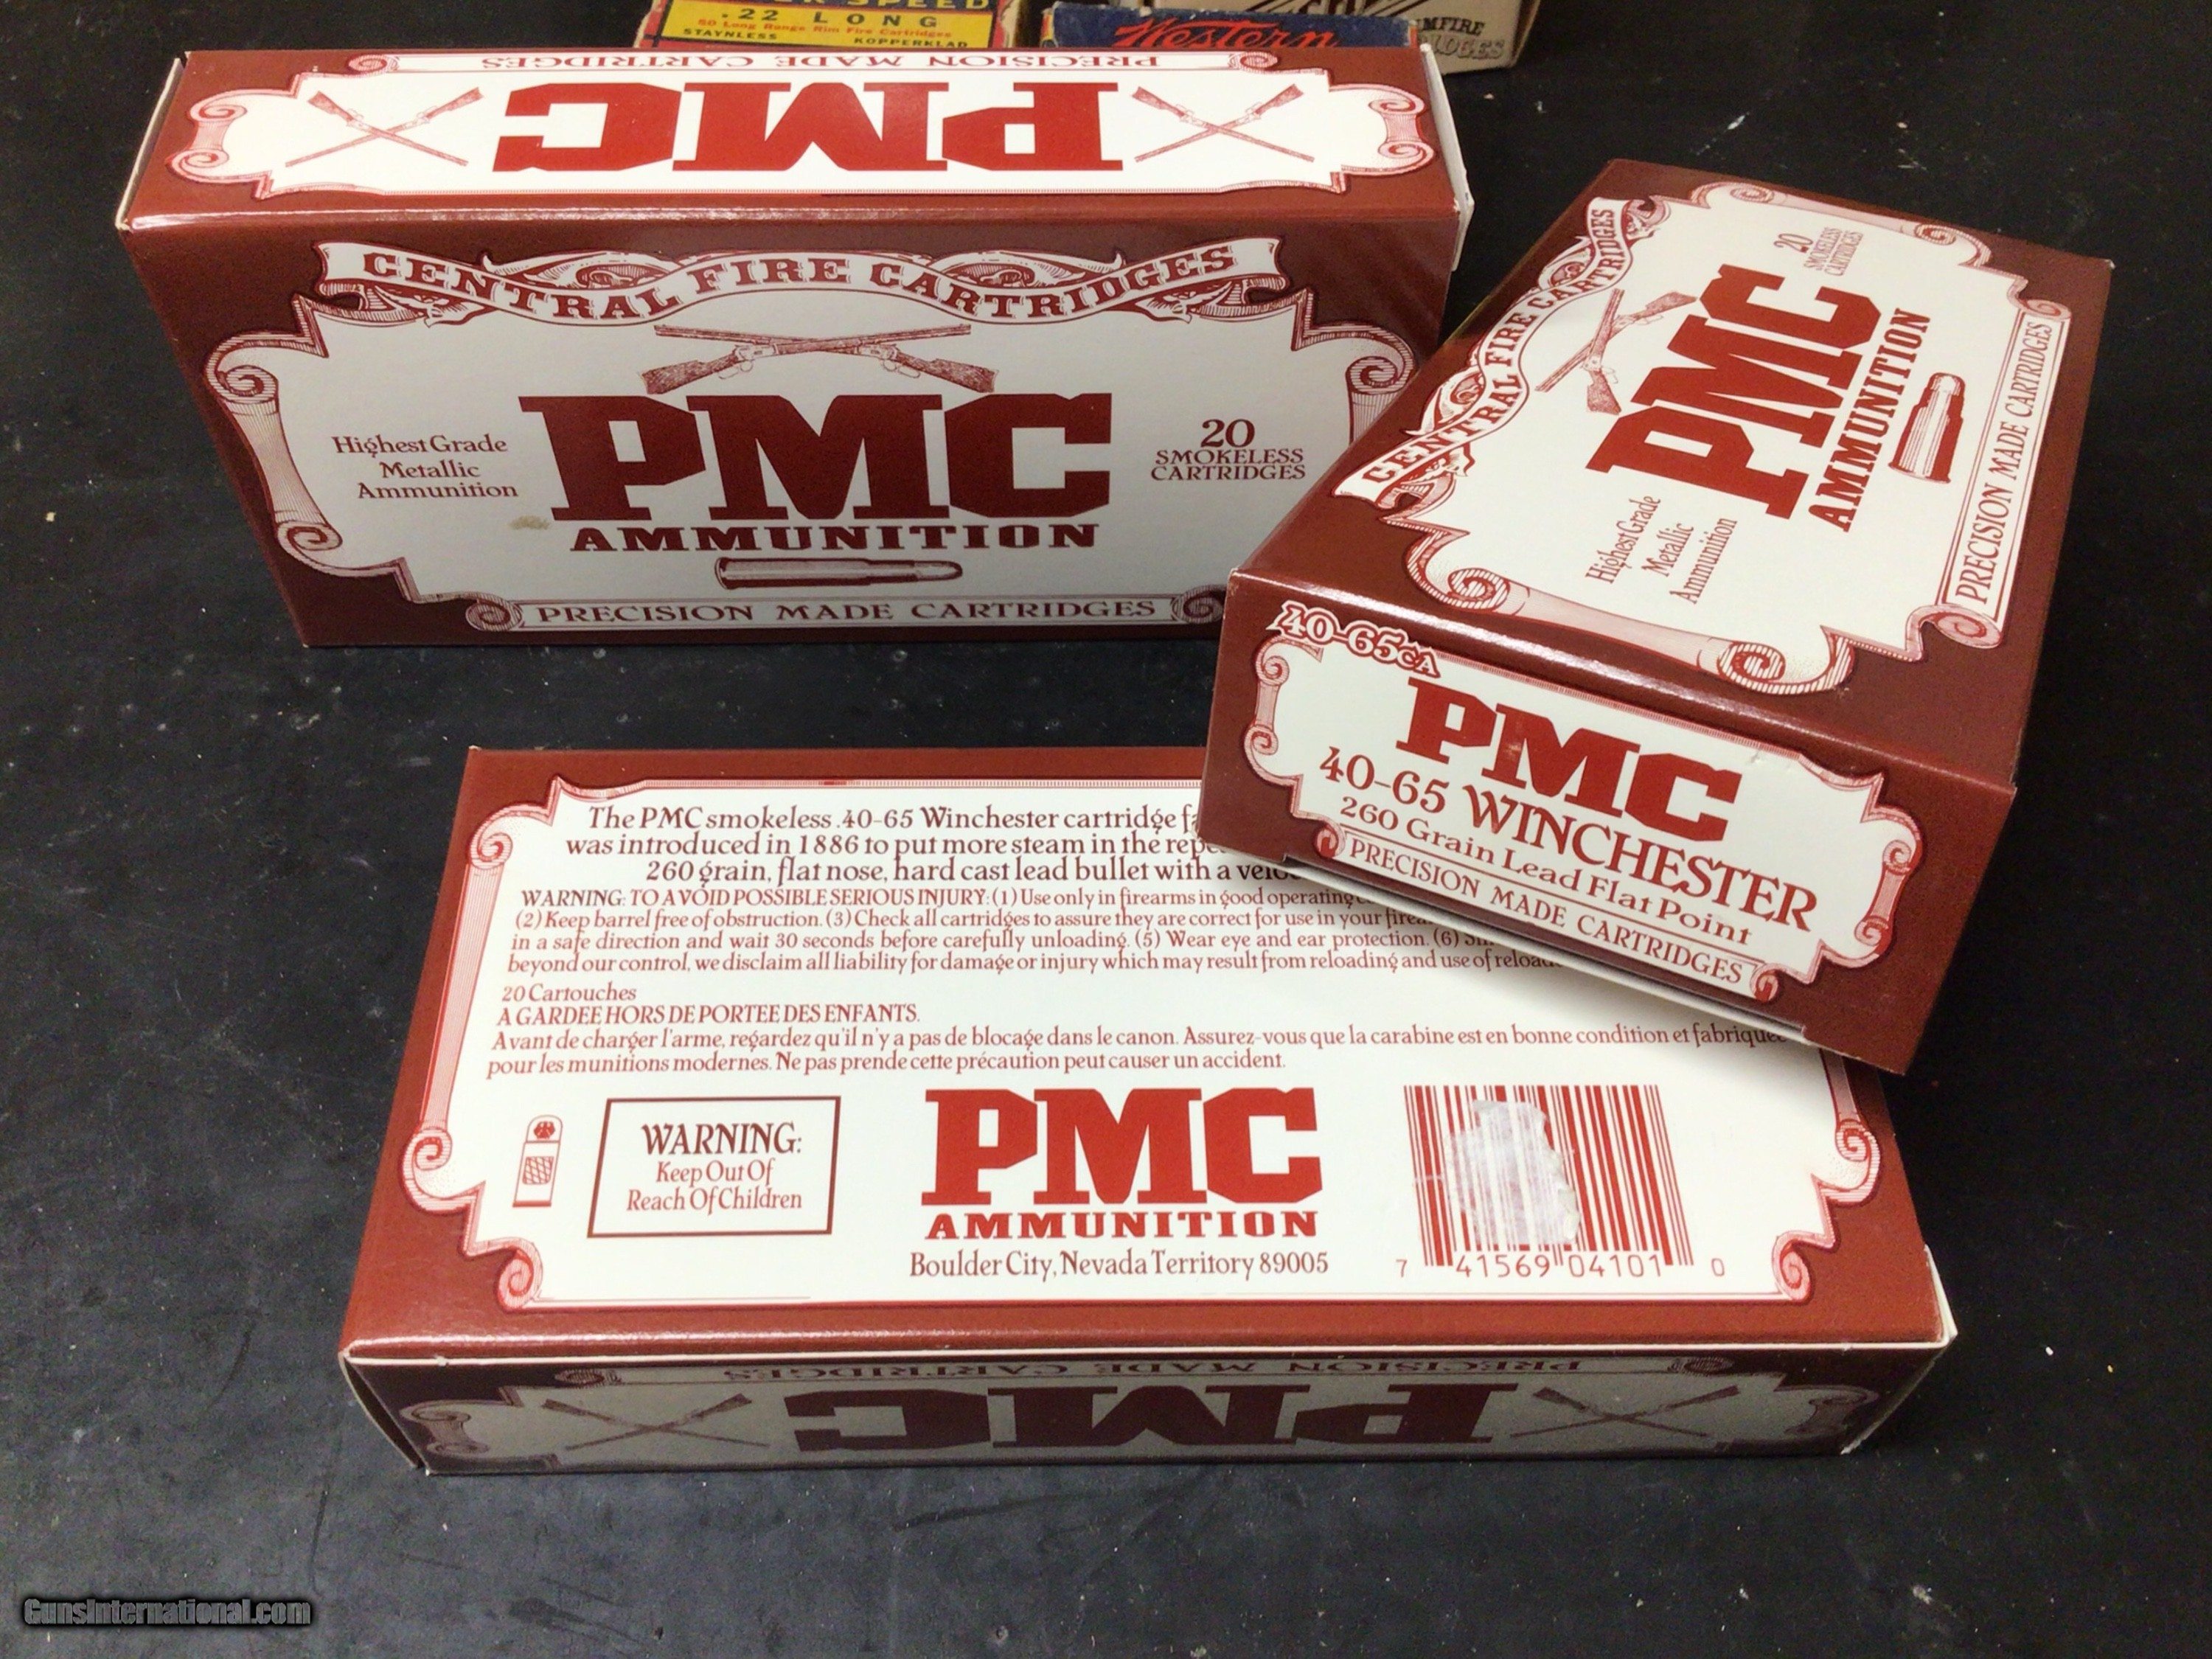 .22 LONG
50 Long Range Rim Fire Cartridges
STAYNLESS KOPPERKLAD
Western
PRECISION MADE CARTRIDGES
PMC
CENTRAL FIRE CARTRIDGES
Highest Grade
Metallic
Ammunition
PMC
AMMUNITION
20
SMOKELESS
CARTRIDGES
PRECISION MADE CARTRIDGES
CENTRAL FIRE CARTRIDGES
Highest Grade
Metallic
Ammunition
PMC
AMMUNITION
20
SMOKELESS
CARTRIDGES
PRECISION MADE CARTRIDGES
40-65CA
PMC
40-65 WINCHESTER
260 Grain Lead Flat Point
PRECISION MADE CARTRIDGES
The PMC smokeless .40-65 Winchester cartridge
was introduced in 1886 to put more steam in the
260 grain, flat nose, hard cast lead bullet with a
WARNING: TO AVOID POSSIBLE SERIOUS INJURY: (1) Use only in firearms in good operating
(2) Keep barrel free of obstruction. (3) Check all cartridges to assure they are correct for use in your
in a safe direction and wait 30 seconds before carefully unloading. (5) Wear eye and ear protection. (6)
beyond our control, we disclaim all liability for damage or injury which may result from reloading and use of
20 Cartouches
A GARDEE HORS DE PORTEE DES ENFANTS.
Avant de charger l'arme, regardez qu'il n'y a pas de blocage dans le canon. Assurez-vous que la carabine est en bonne condition et fabriquee
pour les munitions modernes. Ne pas prende cette précaution peut causer un accident.
WARNING:
Keep Out Of
Reach Of Children
PMC
AMMUNITION
Boulder City, Nevada Territory 89005
7 41569 04101 0
PRECISION MADE CARTRIDGES
PMC
GunsInternational.com